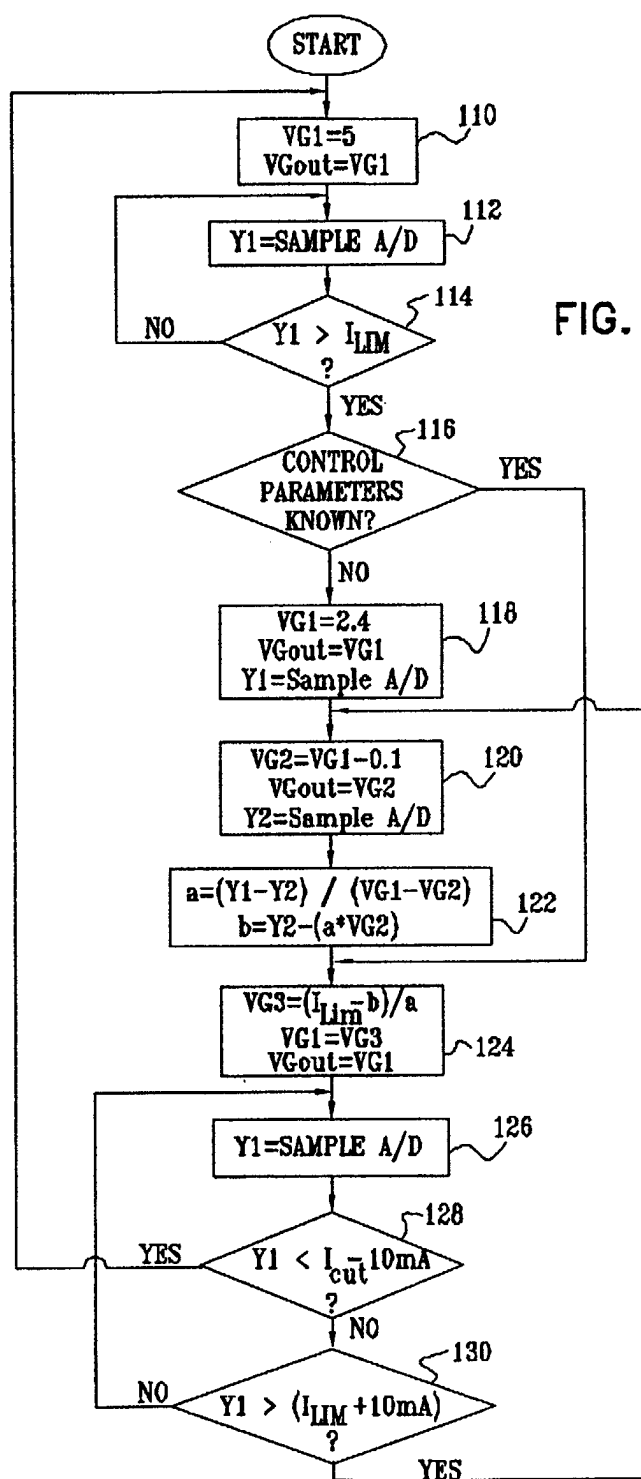 START
110
VG1=5
VGout=VG1
112
Y1=SAMPLE A/D
114
FIG.
NO
Y1 > I_LIM
?
YES
116
CONTROL
PARAMETERS
KNOWN?
YES
NO
118
VG1=2.4
VGout=VG1
Y1=Sample A/D
120
VG2=VG1-0.1
VGout=VG2
Y2=Sample A/D
a=(Y1-Y2) / (VG1-VG2)
b=Y2-(a*VG2)
122
VG3=(I_Lim-b)/a
VG1=VG3
VGout=VG1
124
Y1=SAMPLE A/D
126
128
YES
Y1 < I_cut-10mA
?
NO
130
NO
Y1 > (I_LIM +10mA)
?
YES